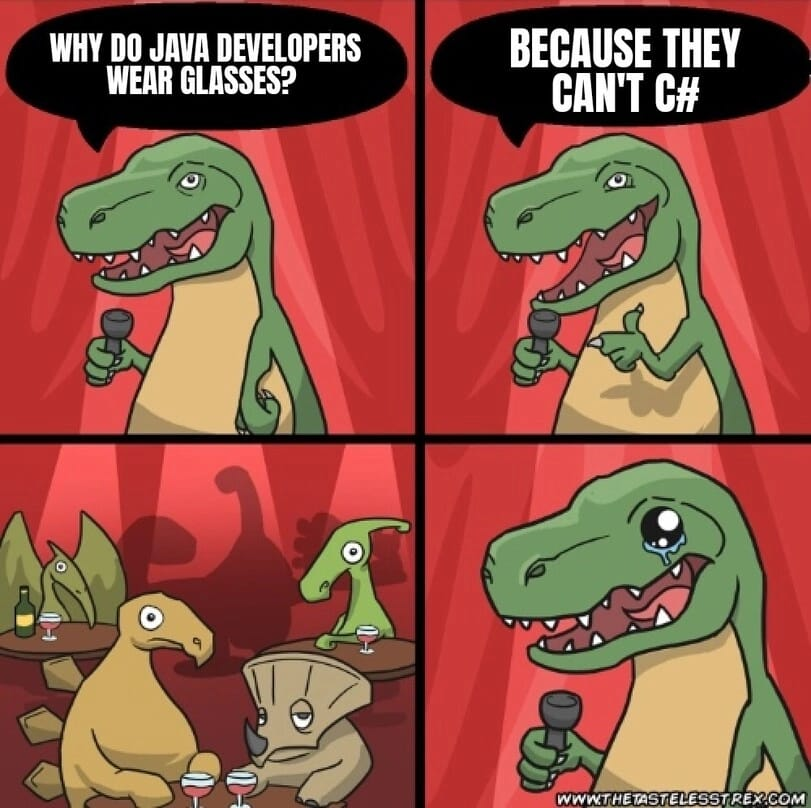 WHY DO JAVA DEVELOPERS
WEAR GLASSES?
BECAUSE THEY
CAN'T C#
WWW.THETASTELESSTREX.COM